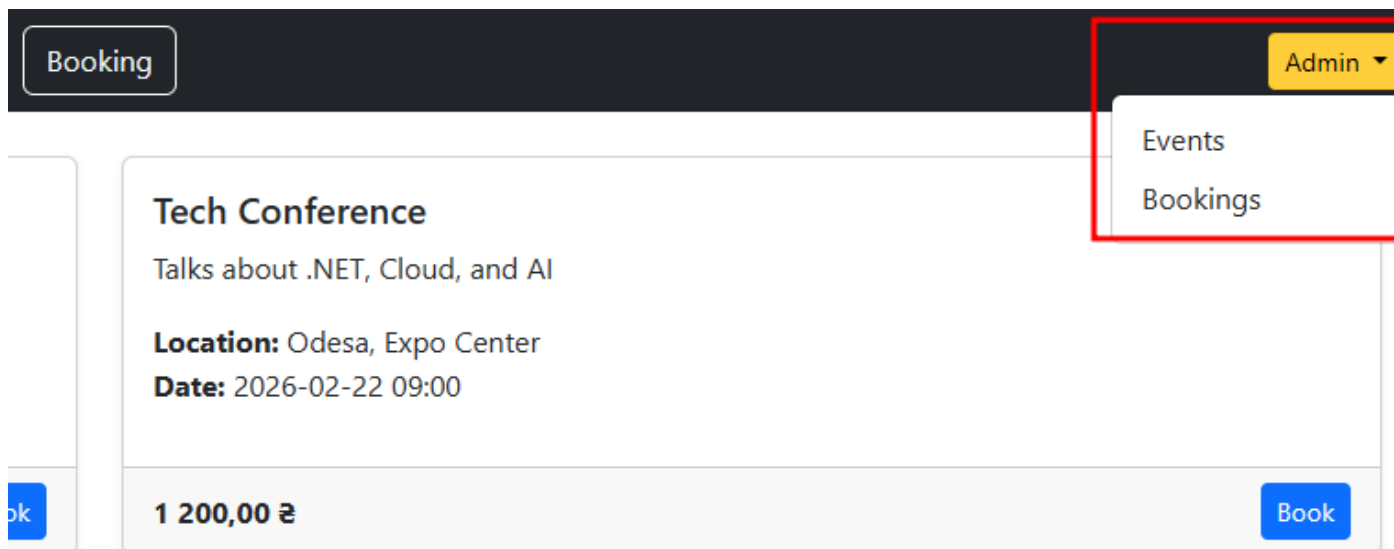 Booking
Admin
Events
Bookings
Tech Conference
Talks about .NET, Cloud, and AI
Location: Odesa, Expo Center
Date: 2026-02-22 09:00
ok
1 200,00 ₴
Book